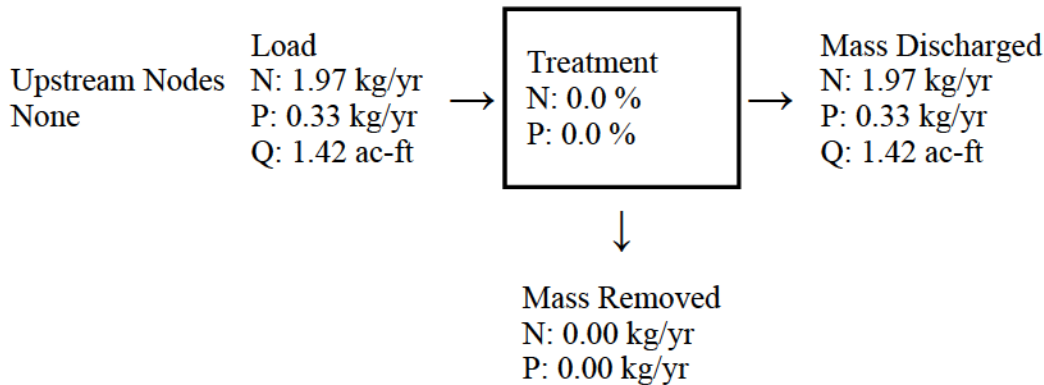 Upstream Nodes
None
Load
N: 1.97 kg/yr
P: 0.33 kg/yr
Q: 1.42 ac-ft
→
Treatment
N: 0.0 %
P: 0.0 %
→
Mass Discharged
N: 1.97 kg/yr
P: 0.33 kg/yr
Q: 1.42 ac-ft
↓
Mass Removed
N: 0.00 kg/yr
P: 0.00 kg/yr